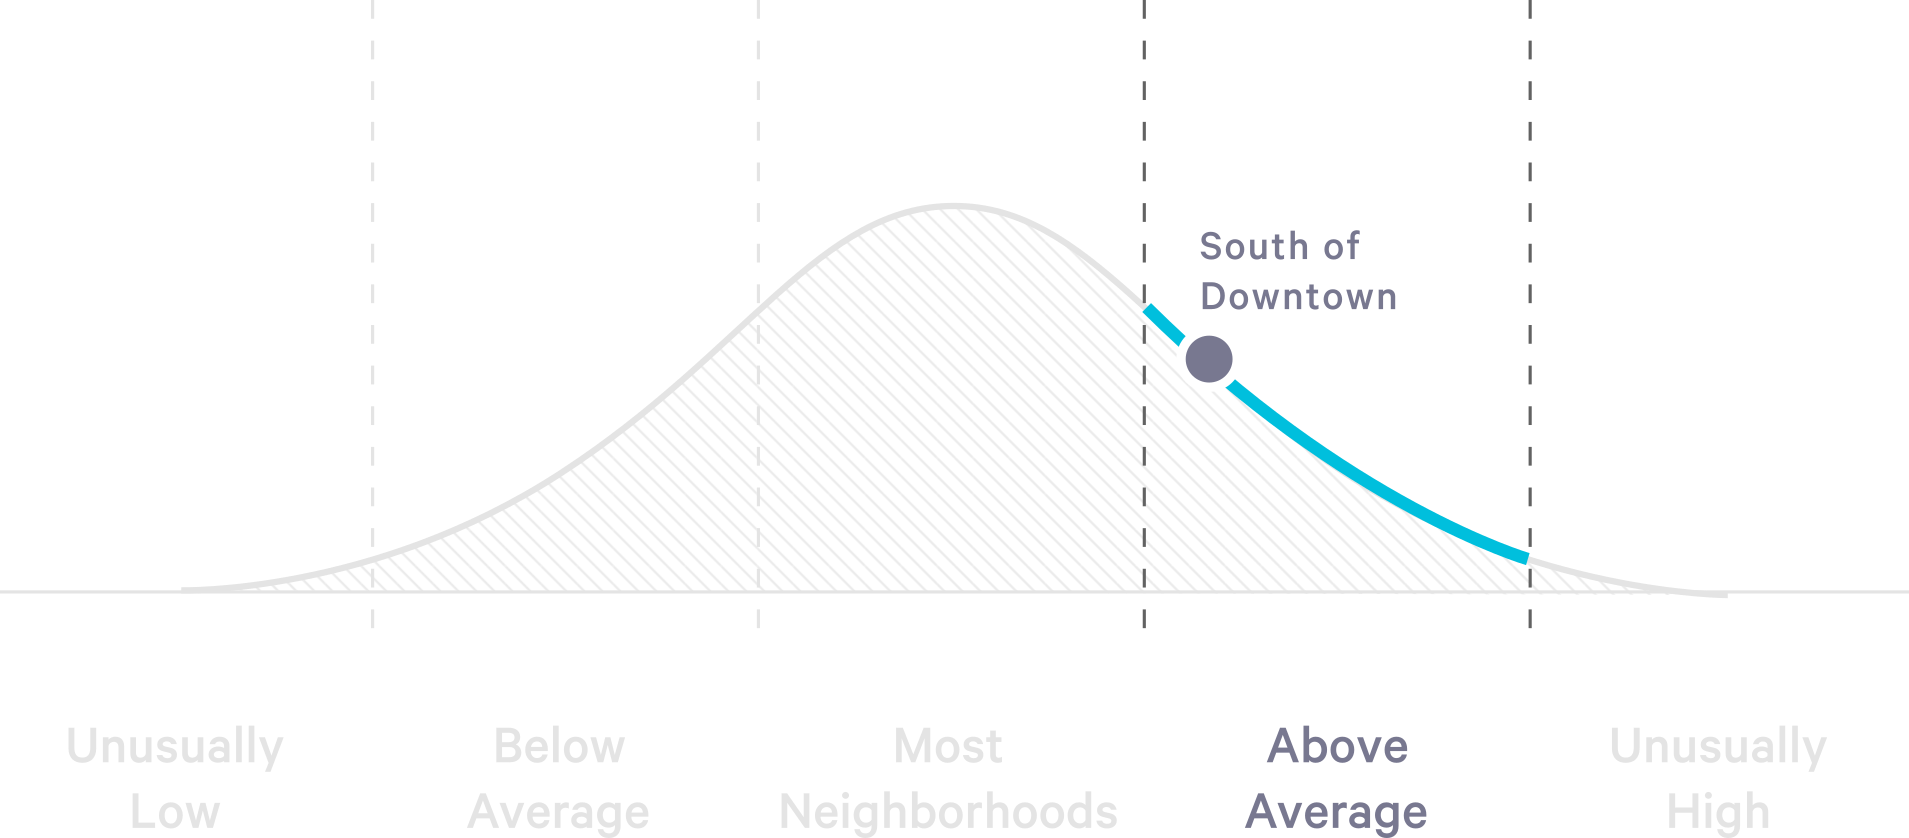 South of
Downtown
Unusually
Low
Below
Average
Most
Neighborhoods
Above
Average
Unusually
High